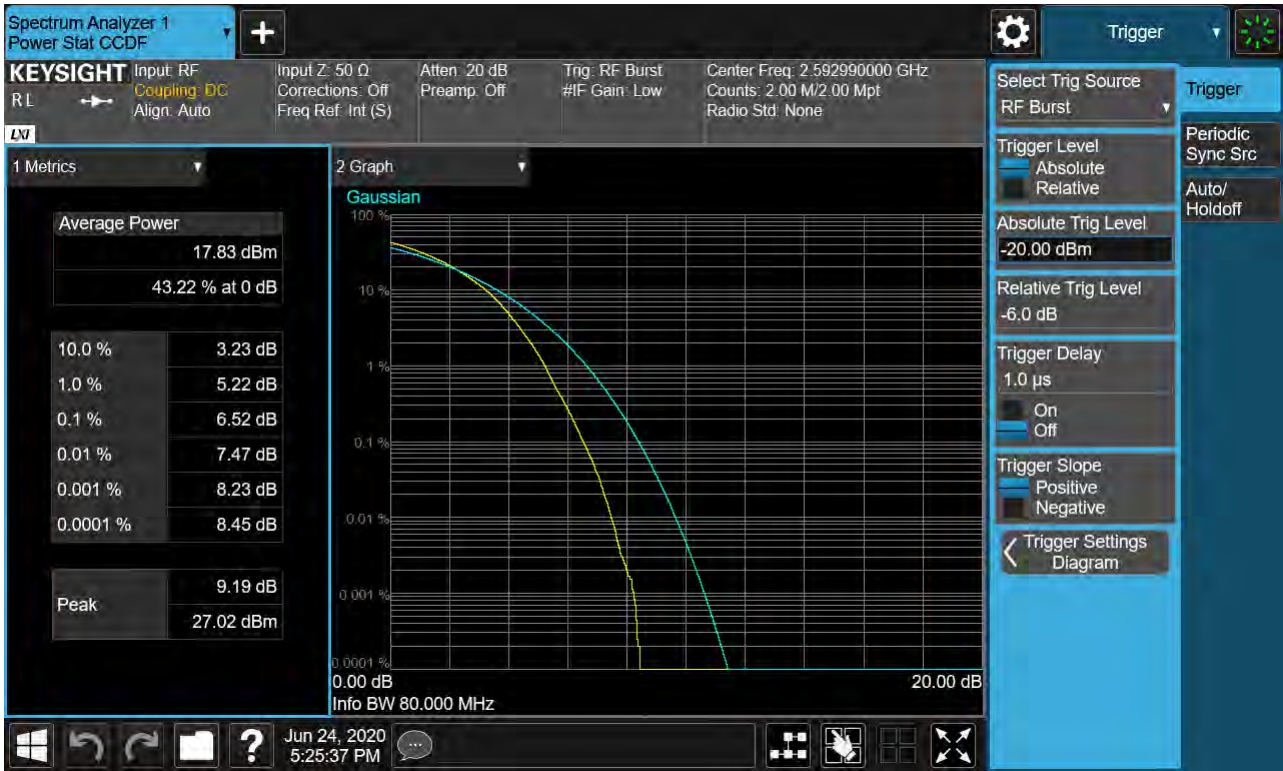 Spectrum Analyzer 1
Power Stat CCDF
+
Trigger
KEYSIGHT
RL
LXI
Input: RF
Coupling: DC
Align: Auto
Input Z: 50 Ω
Corrections: Off
Freq Ref: Int (S)
Atten: 20 dB
Preamp: Off
Trig: RF Burst
#IF Gain: Low
Center Freq: 2.592990000 GHz
Counts: 2.00 M/2.00 Mpt
Radio Std: None
1 Metrics
Average Power
17.83 dBm
43.22 % at 0 dB
10.0 % 3.23 dB
1.0 % 5.22 dB
0.1 % 6.52 dB
0.01 % 7.47 dB
0.001 % 8.23 dB
0.0001 % 8.45 dB
Peak
9.19 dB
27.02 dBm
2 Graph
Gaussian
100 %
10 %
1 %
0.1 %
0.01 %
0.001 %
0.0001 %
0.00 dB 20.00 dB
Info BW 80.000 MHz
Select Trig Source
RF Burst
Trigger Level
Absolute
Relative
Absolute Trig Level
-20.00 dBm
Relative Trig Level
-6.0 dB
Trigger Delay
1.0 µs
On
Off
Trigger Slope
Positive
Negative
Trigger Settings
Diagram
Trigger
Periodic
Sync Src
Auto/
Holdoff
?
Jun 24, 2020
5:25:37 PM